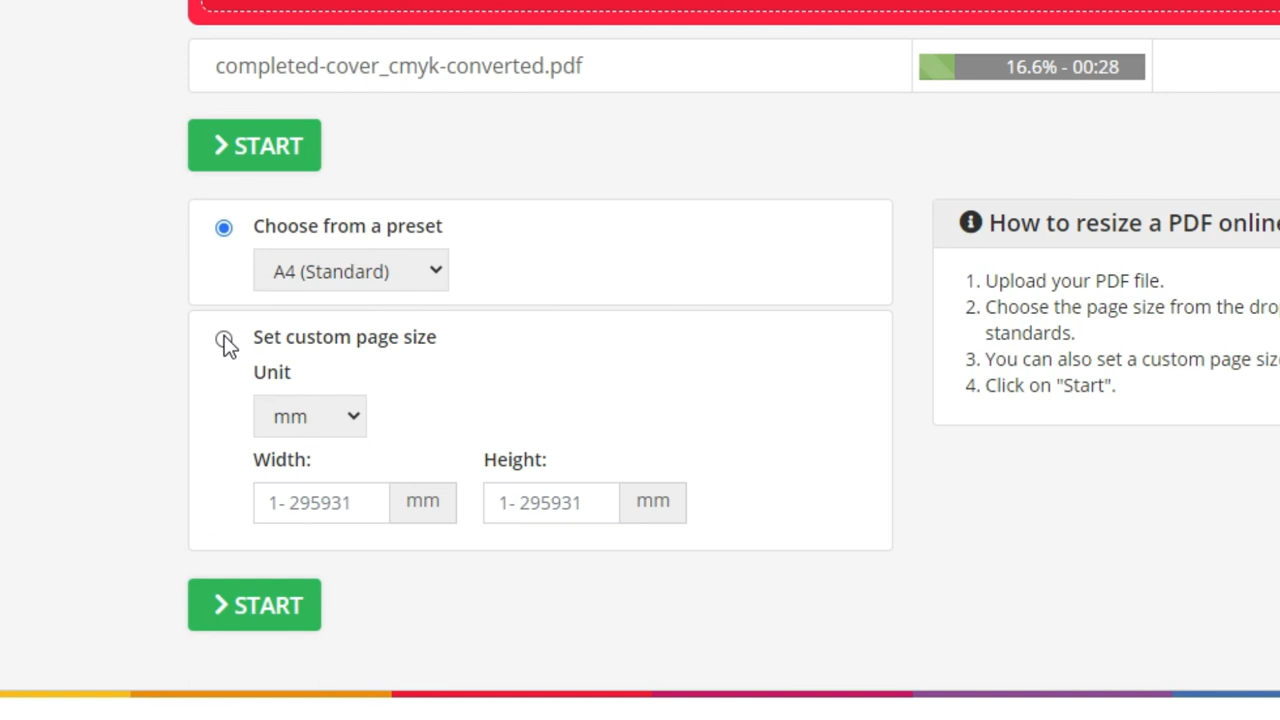 completed-cover_cmyk-converted.pdf
16.6% - 00:28
START
Choose from a preset
A4 (Standard)
Set custom page size
Unit
mm
Width:
Height:
1- 295931
mm
1- 295931
mm
START
How to resize a PDF online
1. Upload your PDF file.
2. Choose the page size from the
standards.
3. You can also set a custom page
4. Click on "Start".